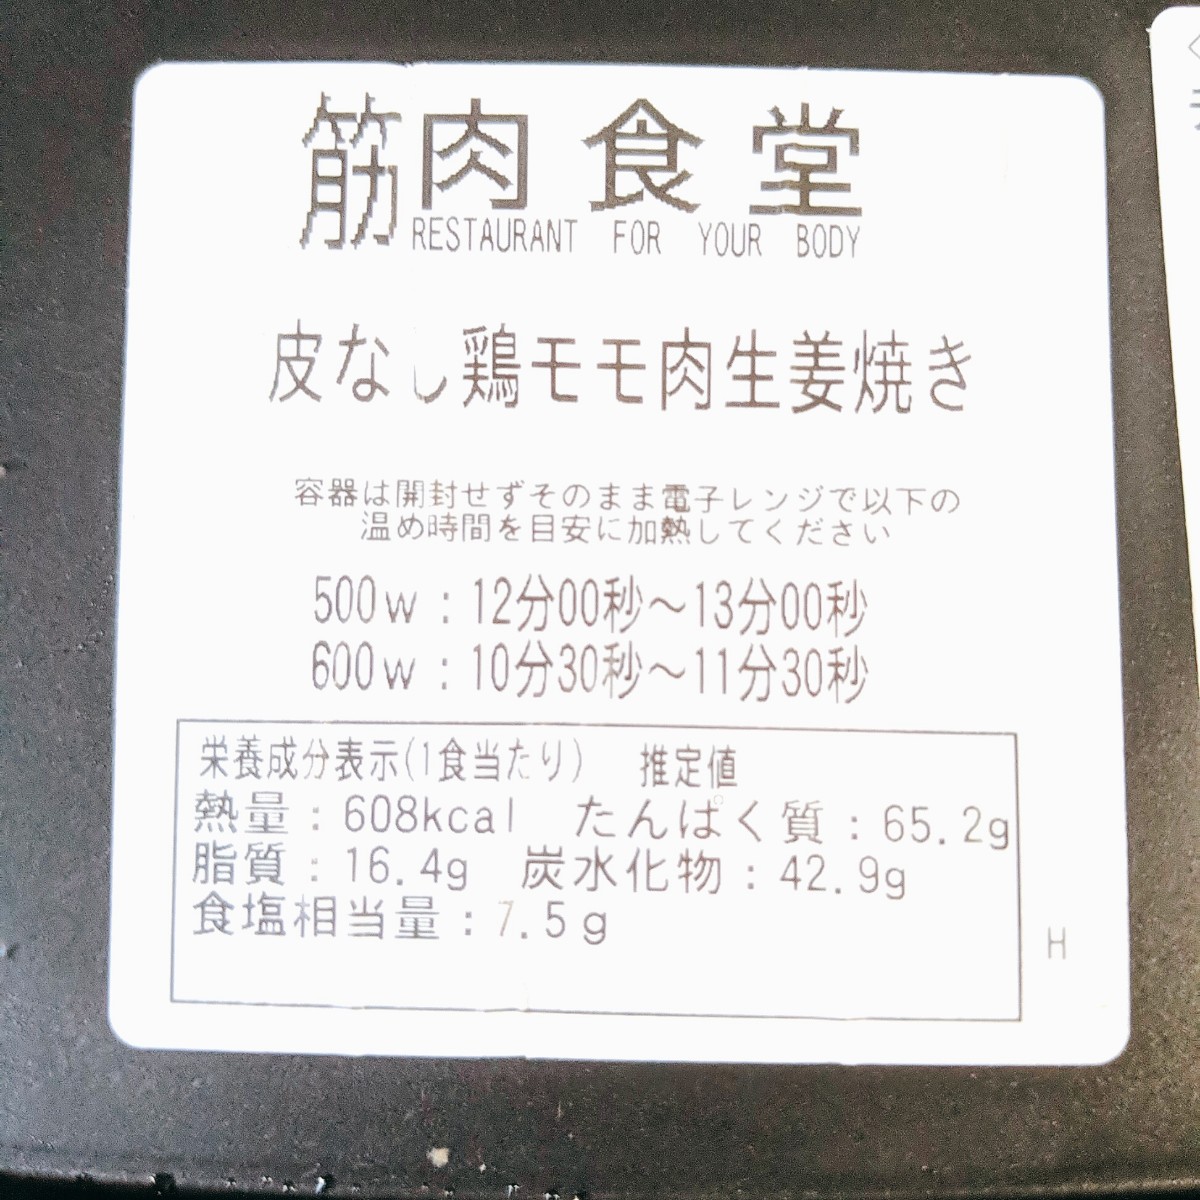 筋肉食堂
RESTAURANT FOR YOUR BODY
皮なし鶏モモ肉生姜焼き
容器は開封せずそのまま電子レンジで以下の
温め時間を目安に加熱してください
500w：12分00秒～13分00秒
600w：10分30秒～11分30秒
栄養成分表示(1食当たり) 推定値
熱量：608kcal たんぱく質：65.2g
脂質：16.4g 炭水化物：42.9g
食塩相当量：7.5g
H